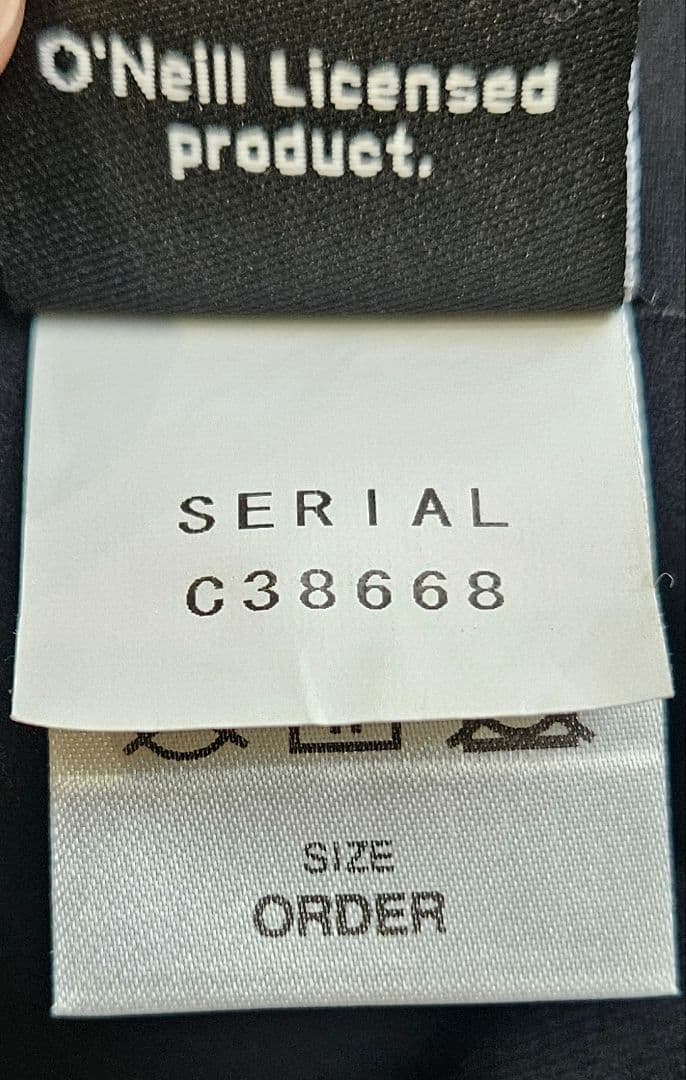 O'Neill Licensed
product.
SERIAL
C38668
SIZE
ORDER